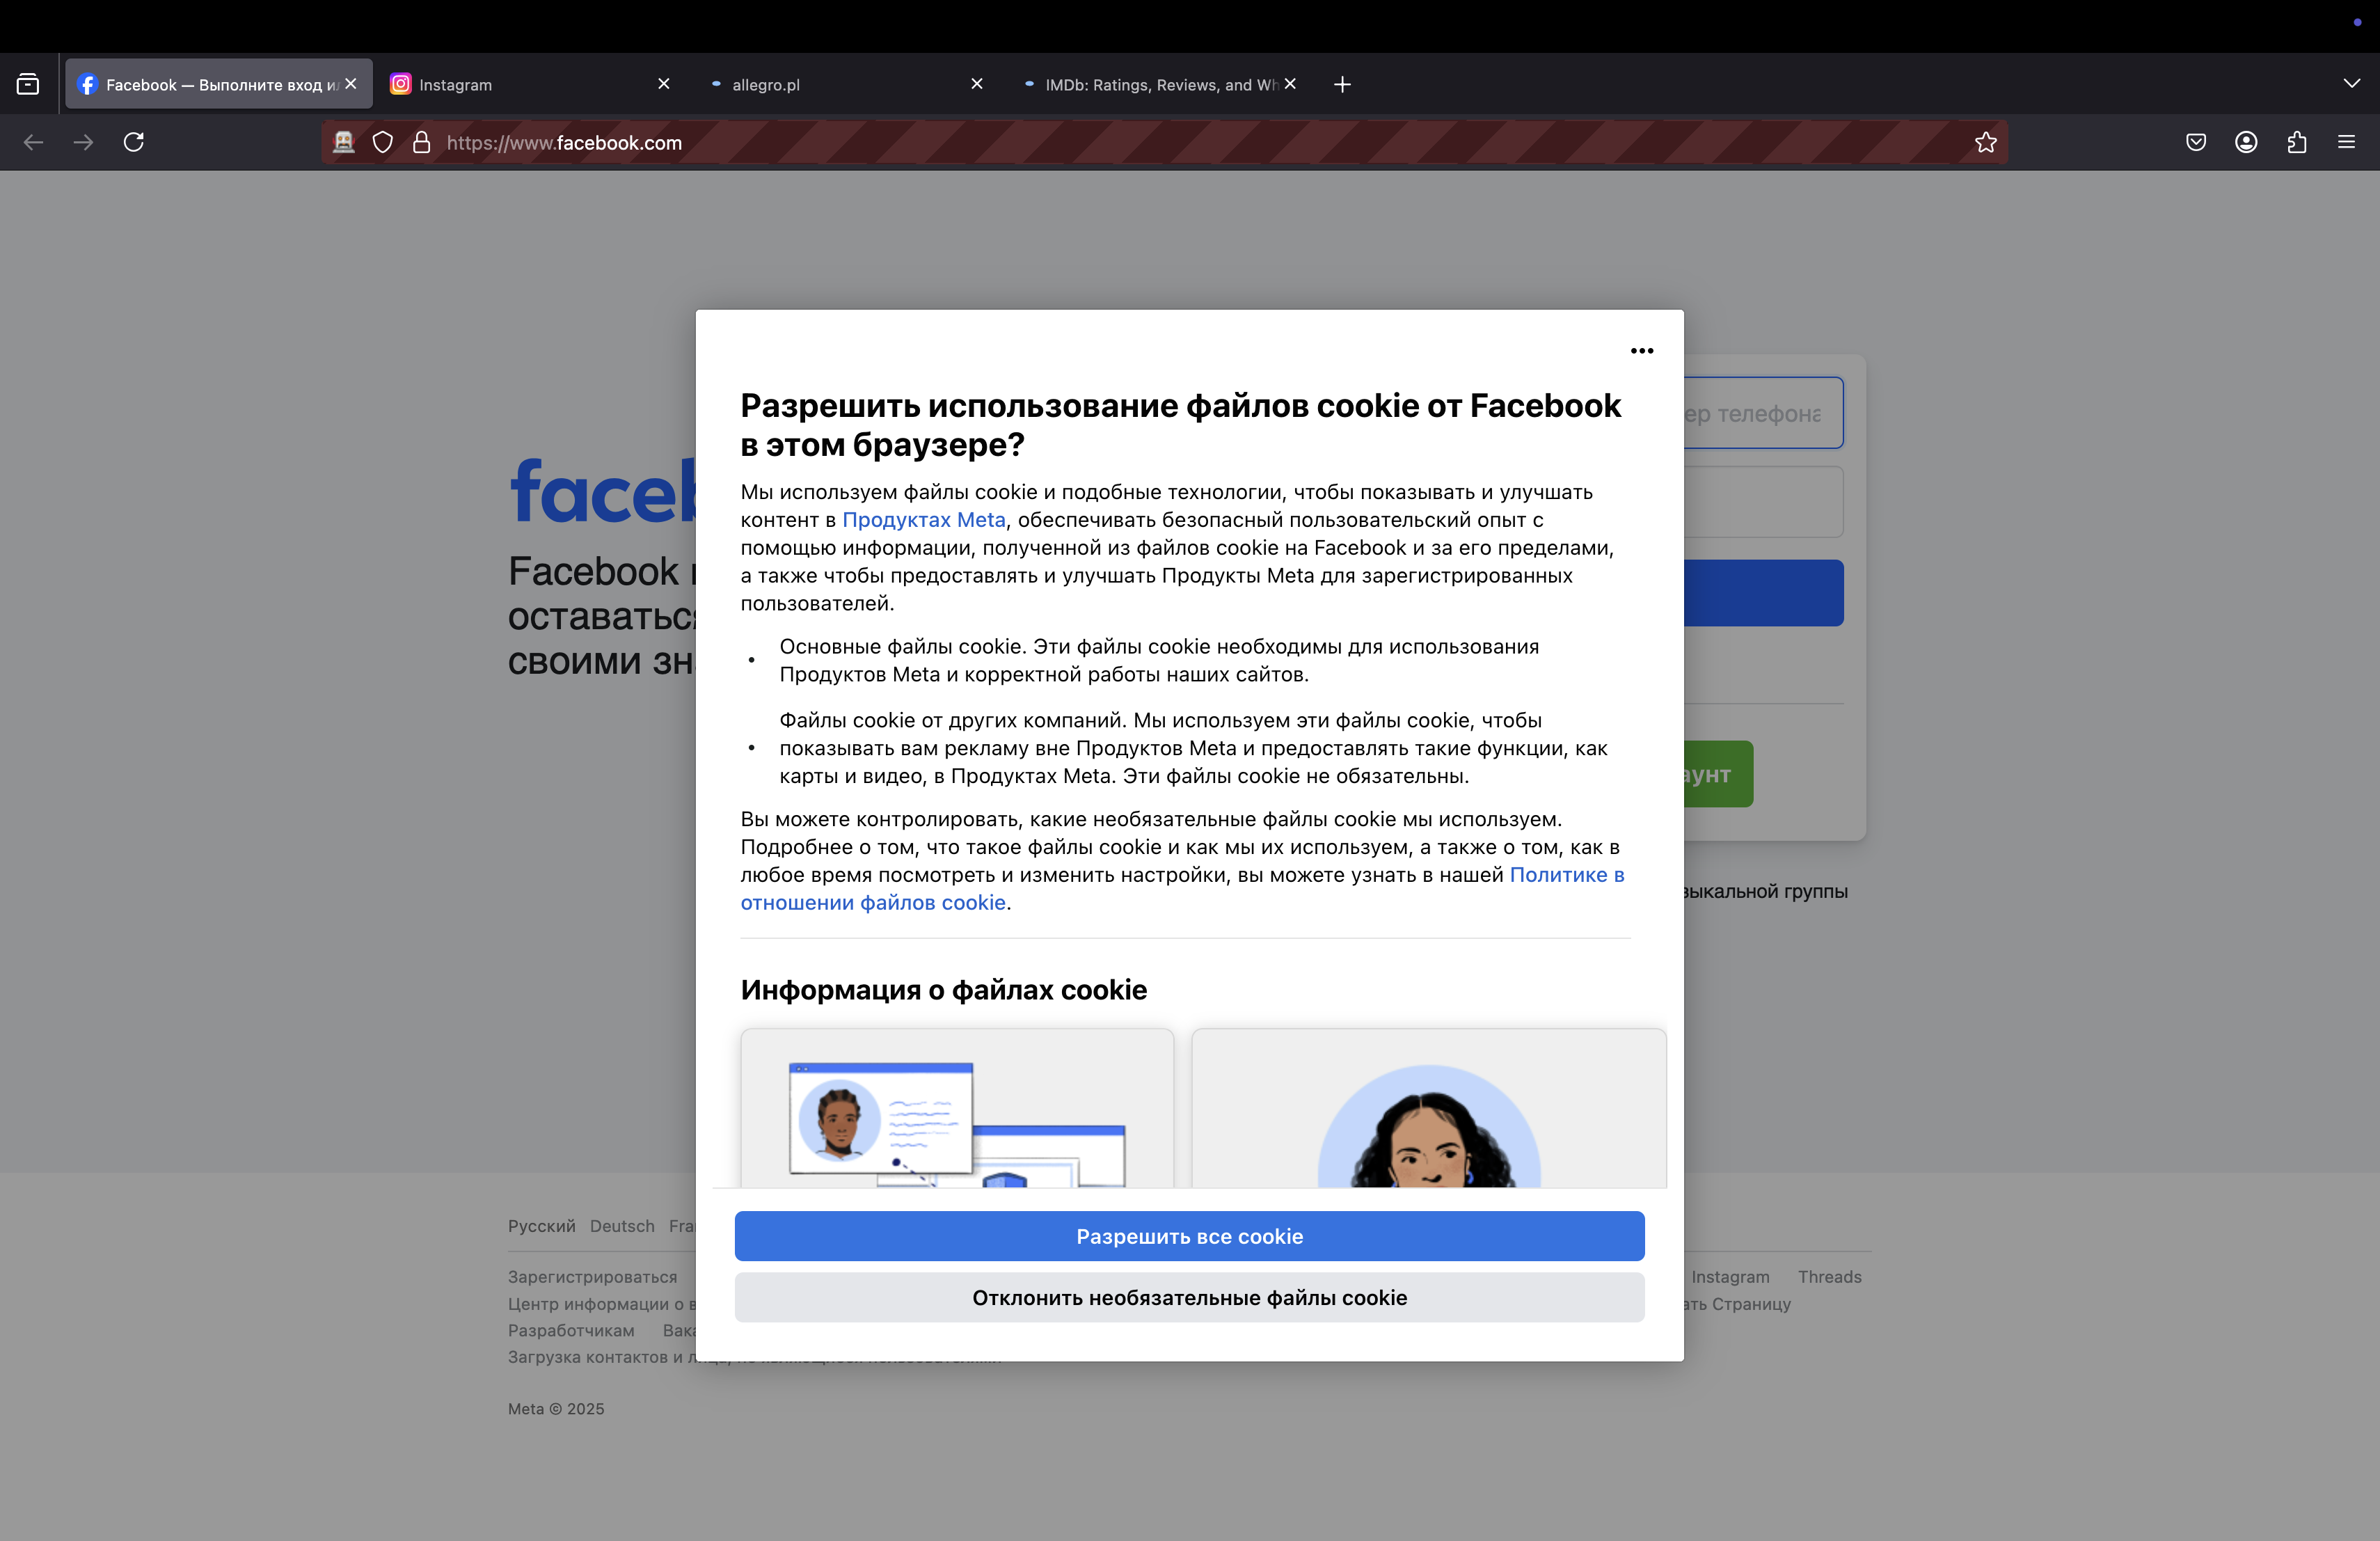 Facebook — Выполните вход ил
Instagram
allegro.pl
IMDb: Ratings, Reviews, and Wh
https://www.facebook.com
Разрешить использование файлов cookie от Facebook
в этом браузере?
Мы используем файлы cookie и подобные технологии, чтобы показывать и улучшать
контент в Продуктах Meta, обеспечивать безопасный пользовательский опыт с
помощью информации, полученной из файлов cookie на Facebook и за его пределами,
а также чтобы предоставлять и улучшать Продукты Meta для зарегистрированных
пользователей.
• Основные файлы cookie. Эти файлы cookie необходимы для использования
Продуктов Meta и корректной работы наших сайтов.
• Файлы cookie от других компаний. Мы используем эти файлы cookie, чтобы
показывать вам рекламу вне Продуктов Meta и предоставлять такие функции, как
карты и видео, в Продуктах Meta. Эти файлы cookie не обязательны.
Вы можете контролировать, какие необязательные файлы cookie мы используем.
Подробнее о том, что такое файлы cookie и как мы их используем, а также о том, как в
любое время посмотреть и изменить настройки, вы можете узнать в нашей Политике в
отношении файлов cookie.
Информация о файлах cookie
Разрешить все cookie
Отклонить необязательные файлы cookie
faceb
Facebook
оставатьс
своими зн
ер телефона
аунт
зыкальной группы
Русский Deutsch Fra
Зарегистрироваться
Instagram Threads
Центр информации о в
ать Страницу
Разработчикам Вака
Загрузка контактов и
Meta © 2025